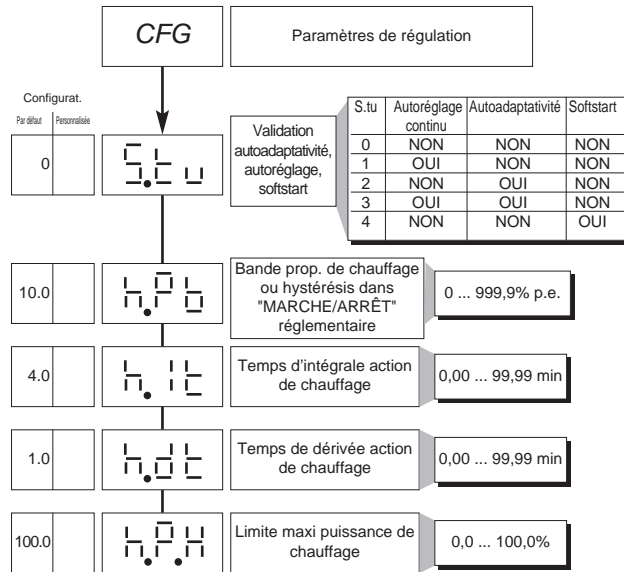 CFG
Paramètres de régulation
Configurat.
Par défaut Personnalisée
0
S.tu
Validation
autoadaptativité,
autoréglage,
softstart
S.tu Autoréglage continu Autoadaptativité Softstart
0 NON NON NON
1 OUI NON NON
2 NON OUI NON
3 OUI OUI NON
4 NON NON OUI
10.0
h.Pb
Bande prop. de chauffage
ou hystérésis dans
"MARCHE/ARRÊT"
réglementaire
0 ... 999,9% p.e.
4.0
h.It
Temps d'intégrale action
de chauffage
0,00 ... 99,99 min
1.0
h.dt
Temps de dérivée action
de chauffage
0,00 ... 99,99 min
100.0
h.P.H
Limite maxi puissance de
chauffage
0,0 ... 100,0%